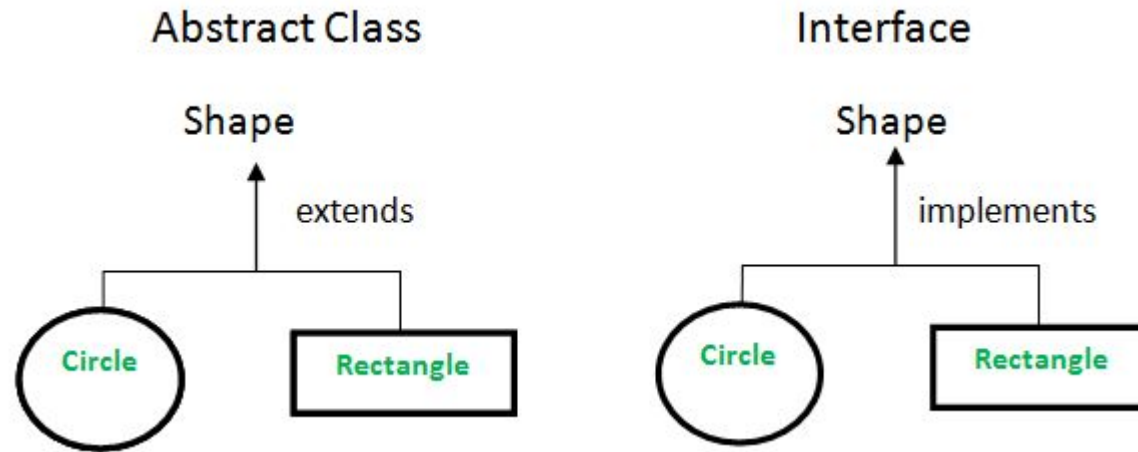 Abstract Class
Shape
extends
Circle
Rectangle
Interface
Shape
implements
Circle
Rectangle